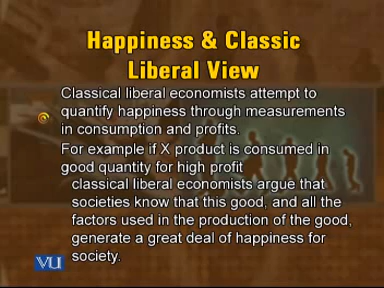 Happiness & Classic
Liberal View
Classical liberal economists attempt to
quantify happiness through measurements
in consumption and profits.
For example if X product is consumed in
good quantity for high profit
classical liberal economists argue that
societies know that this good, and all the
factors used in the production of the good,
generate a great deal of happiness for
society.
VU